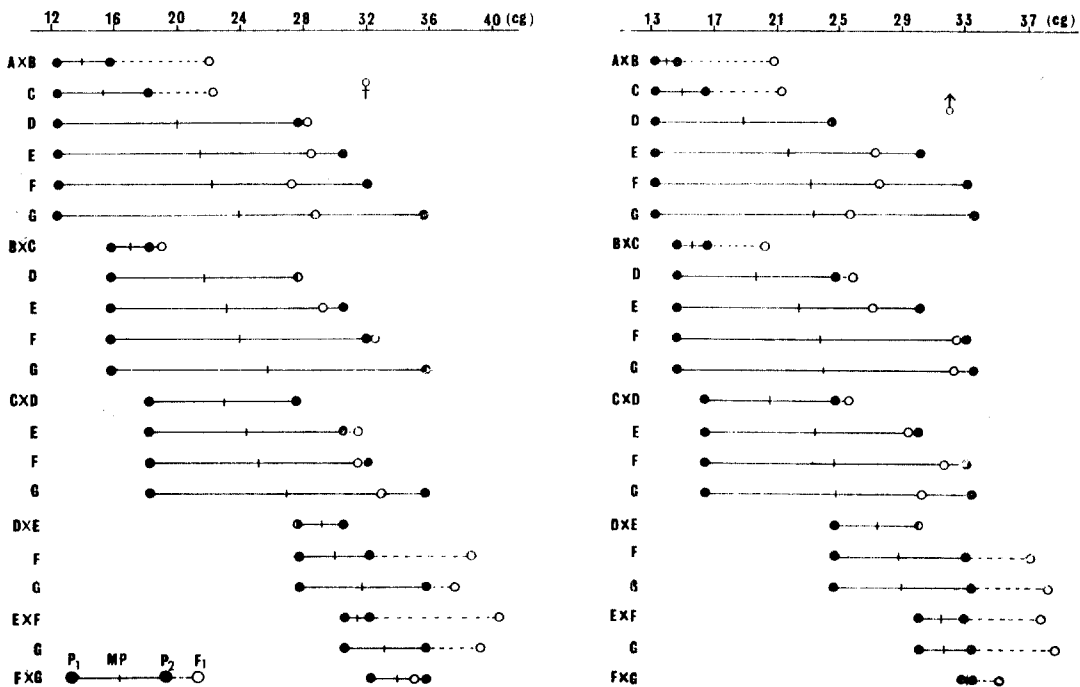 12 16 20 24 28 32 36 40 (cg)
A×B
C
♀
D
E
F
G
B×C
D
E
F
G
C×D
E
F
G
D×E
F
G
E×F
G
F×G
P₁ MP P₂ F₁
13 17 21 25 29 33 37 (cg)
A×B
C
D
E
F
G
B×C
D
E
F
G
C×D
E
F
G
D×E
F
G
E×F
G
F×G